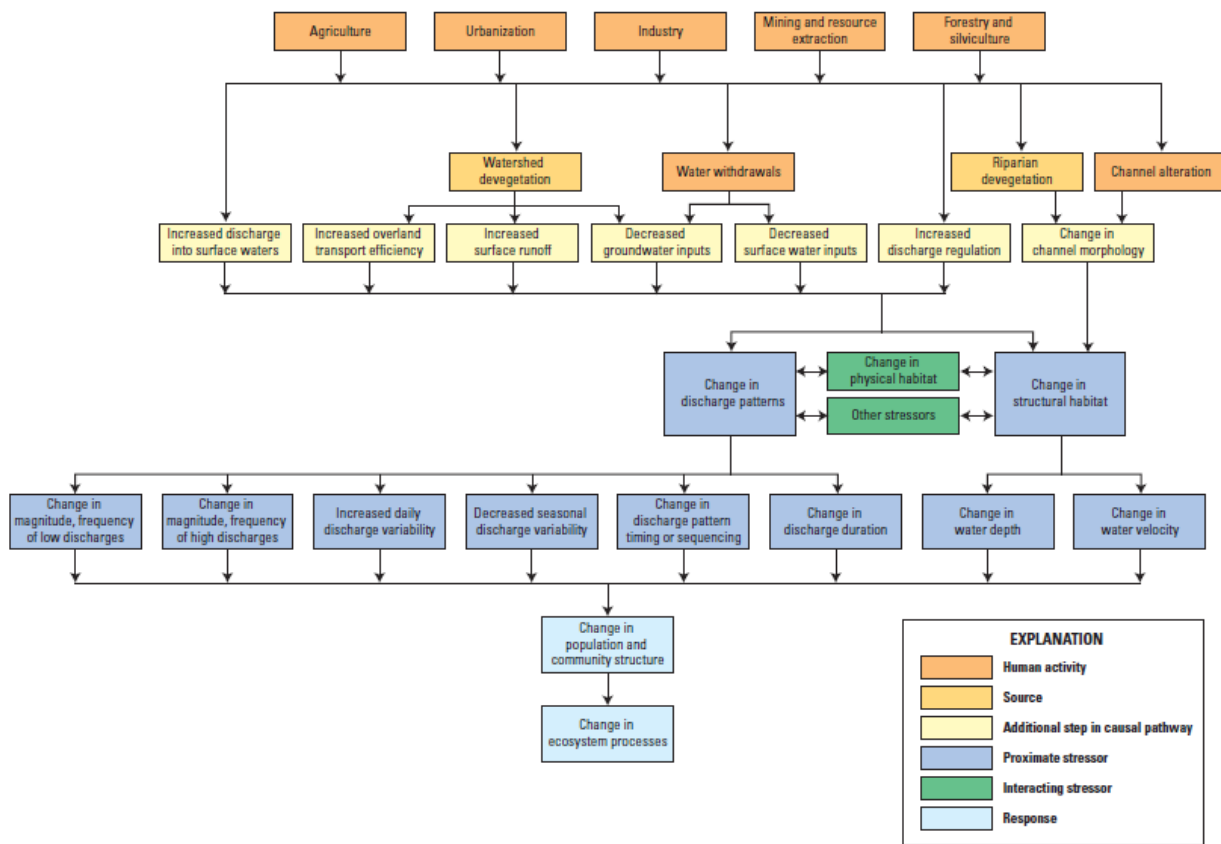 Agriculture
Urbanization
Industry
Mining and resource
extraction
Forestry and
silviculture
Watershed
devegetation
Water withdrawals
Riparian
devegetation
Channel alteration
Increased discharge
into surface waters
Increased overland
transport efficiency
Increased
surface runoff
Decreased
groundwater inputs
Decreased
surface water inputs
Increased
discharge regulation
Change in
channel morphology
Change in
discharge patterns
Change in
physical habitat
Other stressors
Change in
structural habitat
Change in
magnitude, frequency
of low discharges
Change in
magnitude, frequency
of high discharges
Increased daily
discharge variability
Decreased seasonal
discharge variability
Change in
discharge pattern
timing or sequencing
Change in
discharge duration
Change in
water depth
Change in
water velocity
Change in
population and
community structure
Change in
ecosystem processes
EXPLANATION
Human activity
Source
Additional step in causal pathway
Proximate stressor
Interacting stressor
Response